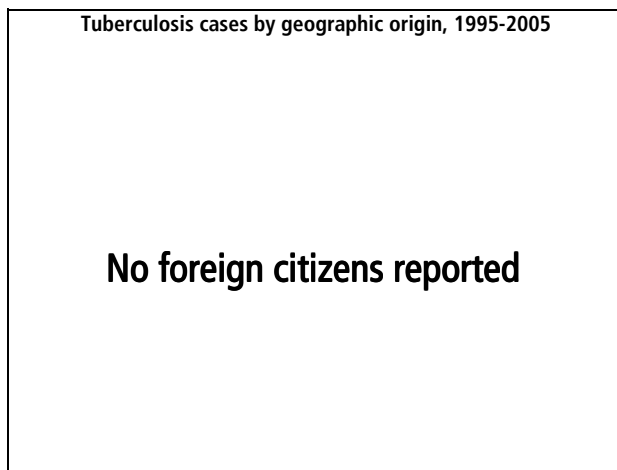 Tuberculosis cases by geographic origin, 1995-2005
No foreign citizens reported